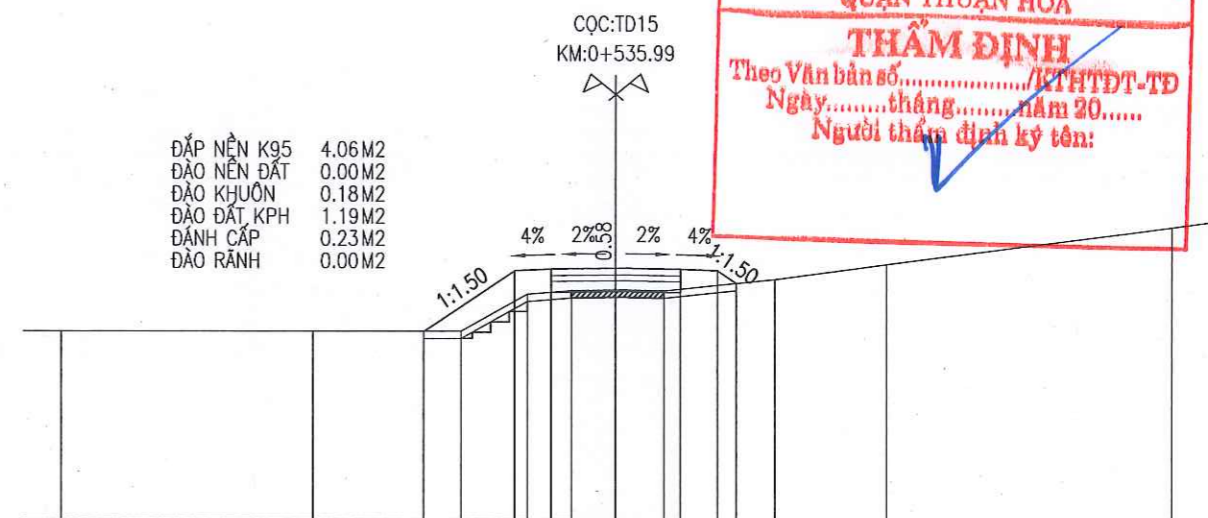 CỌC:TD15
KM:0+535.99
QUẬN THUẬN HÓA
THẨM ĐỊNH
Theo Văn bản số..................../KTHTĐT-TĐ
Ngày.........tháng.........năm 20......
Người thẩm định ký tên:
ĐẮP NỀN K95 4.06M2
ĐÀO NỀN ĐẤT 0.00M2
ĐÀO KHUÔN 0.18M2
ĐÀO ĐẤT KPH 1.19M2
ĐÁNH CẤP 0.23M2
ĐÀO RÃNH 0.00M2
4% 2% 0.58 2% 4%
1:1.50 1:1.50